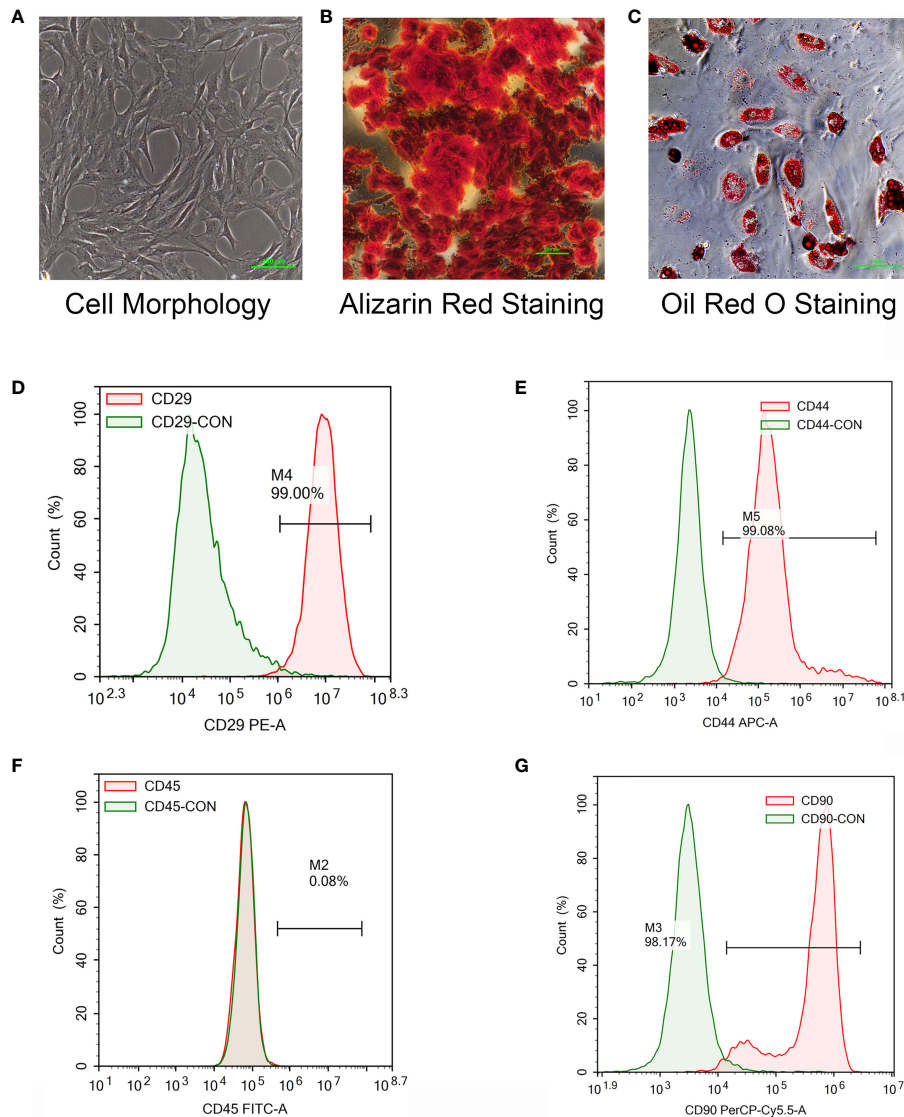 A
B
C
Cell Morphology
Alizarin Red Staining
Oil Red O Staining
D
CD29
CD29-CON
M4
99.00%
Count (%)
0
20
40
60
80
100
10^2.3
10^4
10^5
10^6
10^7
10^8.3
CD29 PE-A
E
CD44
CD44-CON
M5
99.08%
Count (%)
0
20
40
60
80
100
10^1
10^2
10^3
10^4
10^5
10^6
10^7
10^8.1
CD44 APC-A
F
CD45
CD45-CON
M2
0.08%
Count (%)
0
20
40
60
80
100
10^1
10^2
10^3
10^4
10^5
10^6
10^7
10^8.7
CD45 FITC-A
G
CD90
CD90-CON
M3
98.17%
Count (%)
0
20
40
60
80
100
10^1.9
10^3
10^4
10^5
10^6
10^7
CD90 PerCP-Cy5.5-A